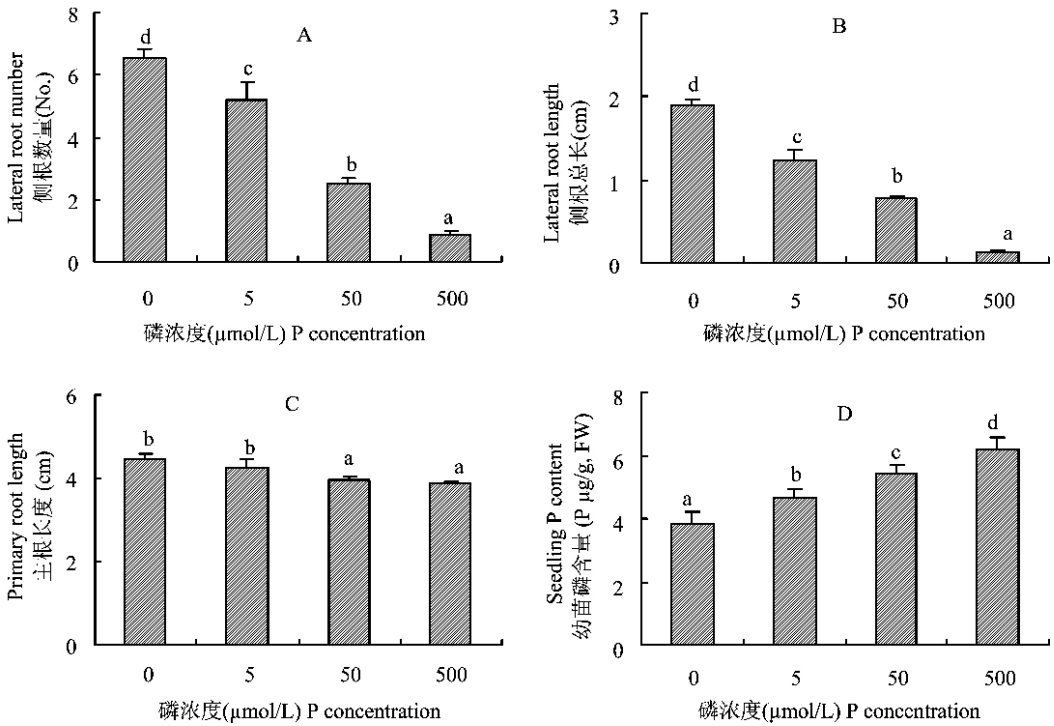 A
Lateral root number
侧根数量(No.)
8
6
4
2
0
d
c
b
a
0 5 50 500
磷浓度(μmol/L) P concentration
B
Lateral root length
侧根总长(cm)
3
2
1
0
d
c
b
a
0 5 50 500
磷浓度(μmol/L) P concentration
C
Primary root length
主根长度 (cm)
6
4
2
0
b
b
a
a
0 5 50 500
磷浓度(μmol/L) P concentration
D
Seedling P content
幼苗磷含量 (P μg/g, FW)
8
6
4
2
0
a
b
c
d
0 5 50 500
磷浓度(μmol/L) P concentration